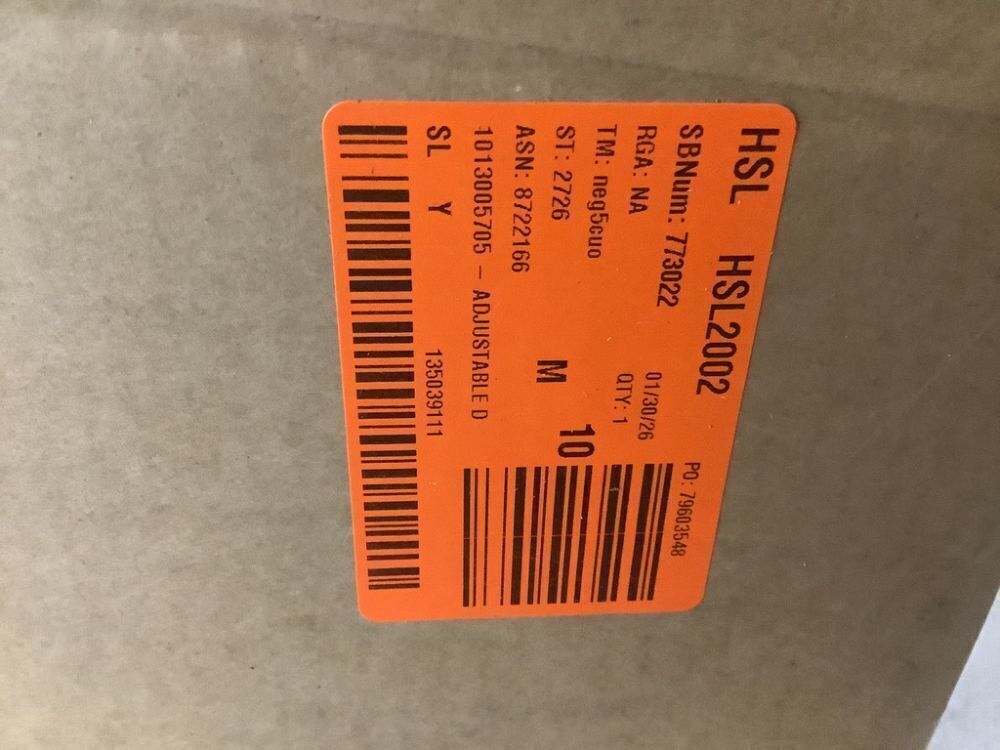 HSL HSL2002
SBNum: 773022 PO: 79603548
RGA: NA 01/30/26
TM: neg5cuo QTY: 1
ST: 2726 M 10
ASN: 8722166
1013005705 - ADJUSTABLE D
SL Y 135039111